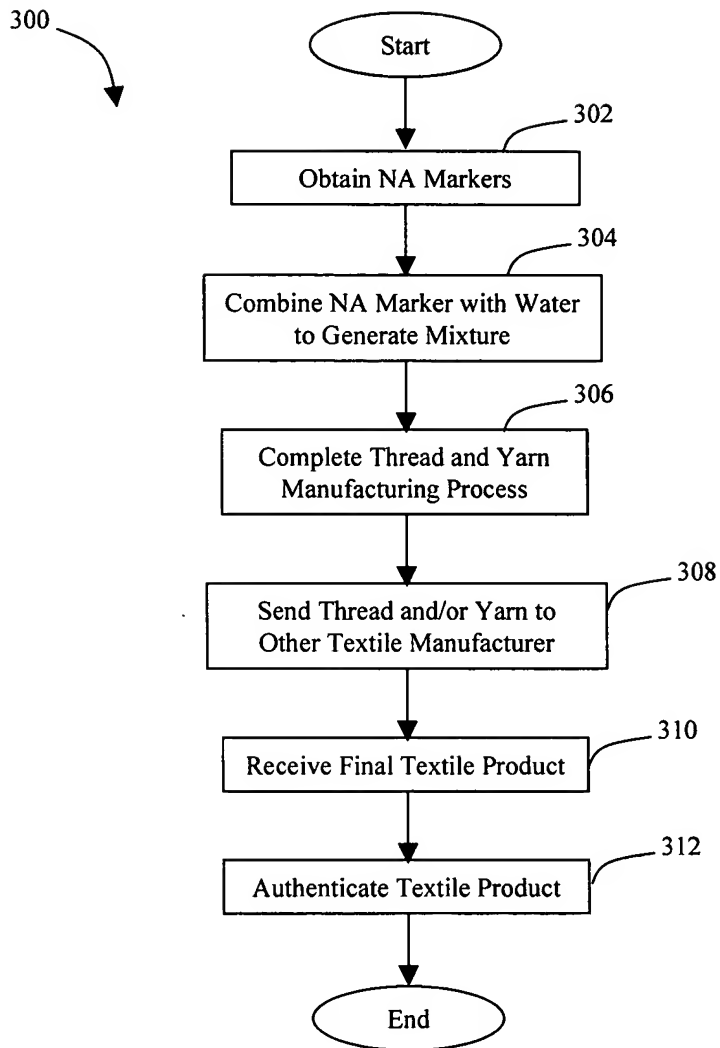 300
Start
302
Obtain NA Markers
304
Combine NA Marker with Water
to Generate Mixture
306
Complete Thread and Yarn
Manufacturing Process
308
Send Thread and/or Yarn to
Other Textile Manufacturer
310
Receive Final Textile Product
312
Authenticate Textile Product
End